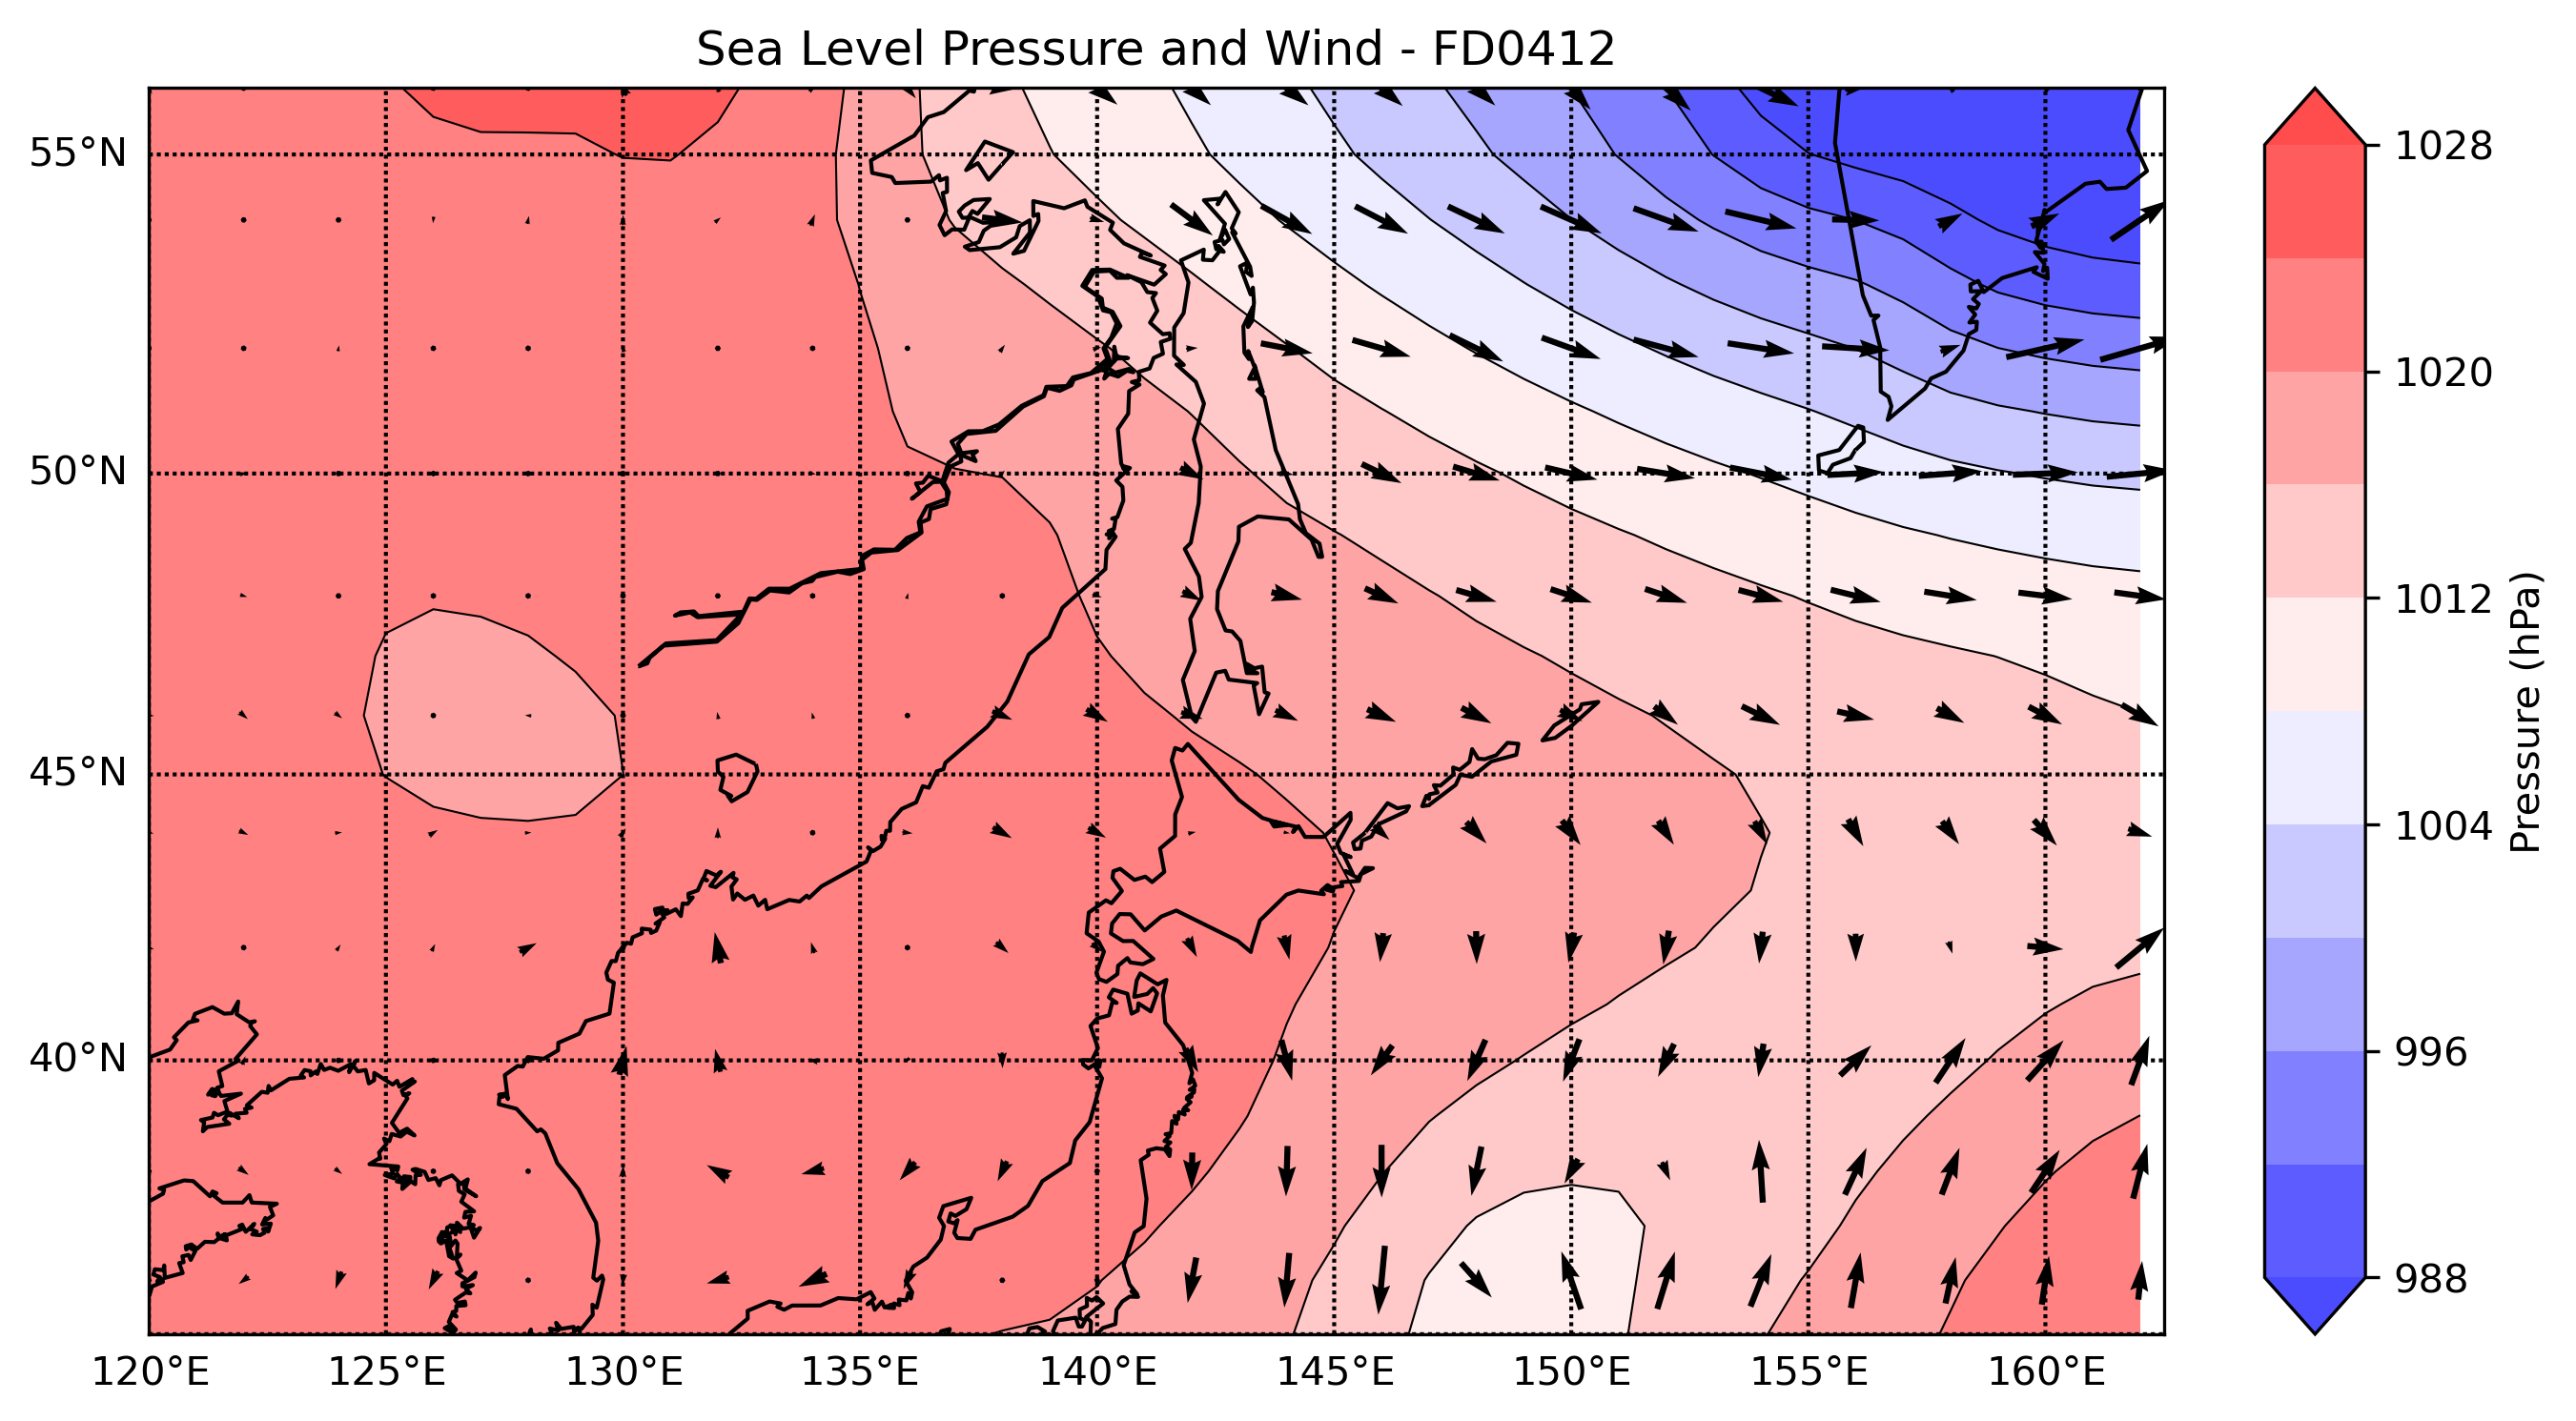 Sea Level Pressure and Wind - FD0412
55°N
50°N
45°N
40°N
120°E
125°E
130°E
135°E
140°E
145°E
150°E
155°E
160°E
1028
1020
1012
1004
996
988
Pressure (hPa)